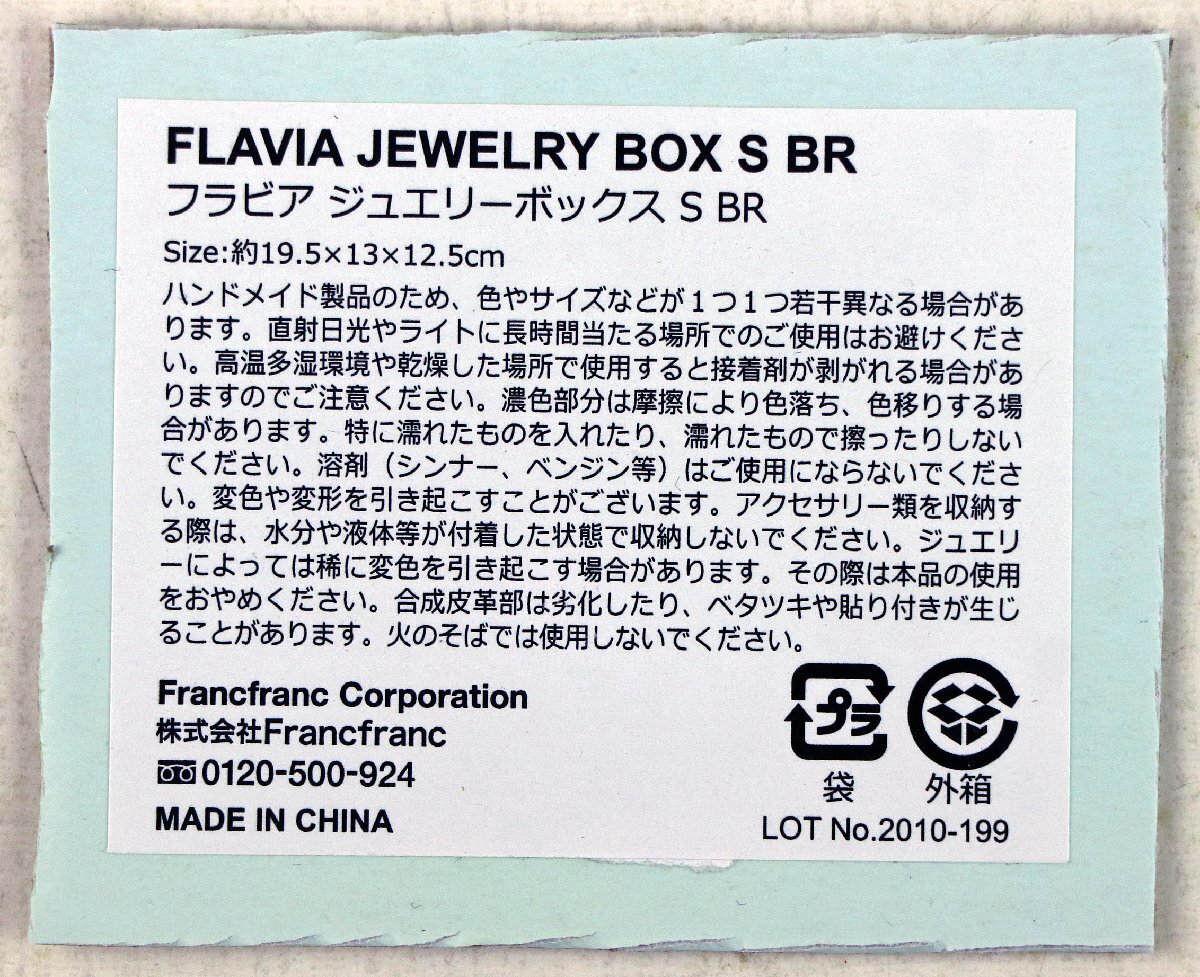 FLAVIA JEWELRY BOX S BR
フラビア ジュエリーボックス S BR
Size:約19.5×13×12.5cm
ハンドメイド製品のため、色やサイズなどが１つ１つ若干異なる場合があ
ります。直射日光やライトに長時間当たる場所でのご使用はお避けくださ
い。高温多湿環境や乾燥した場所で使用すると接着剤が剥がれる場合があ
りますのでご注意ください。濃色部分は摩擦により色落ち、色移りする場
合があります。特に濡れたものを入れたり、濡れたもので擦ったりしない
でください。溶剤（シンナー、ベンジン等）はご使用にならないでくださ
い。変色や変形を引き起こすことがございます。アクセサリー類を収納す
る際は、水分や液体等が付着した状態で収納しないでください。ジュエリ
ーによっては稀に変色を引き起こす場合があります。その際は本品の使用
をおやめください。合成皮革部は劣化したり、ベタツキや貼り付きが生じ
ることがあります。火のそばでは使用しないでください。
Francfranc Corporation
株式会社Francfranc
0120-500-924
MADE IN CHINA
プラ
袋 外箱
LOT No.2010-199